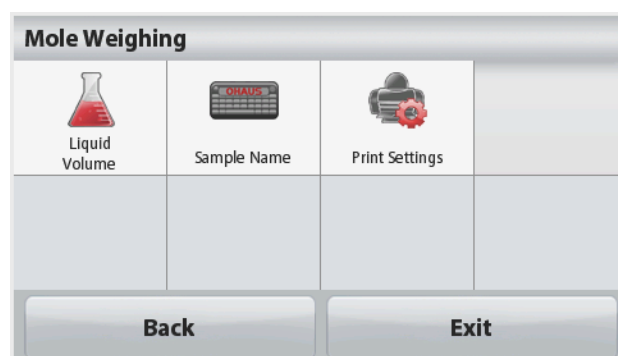 Mole Weighing
OHAUS
Liquid
Volume
Sample Name
Print Settings
Back
Exit